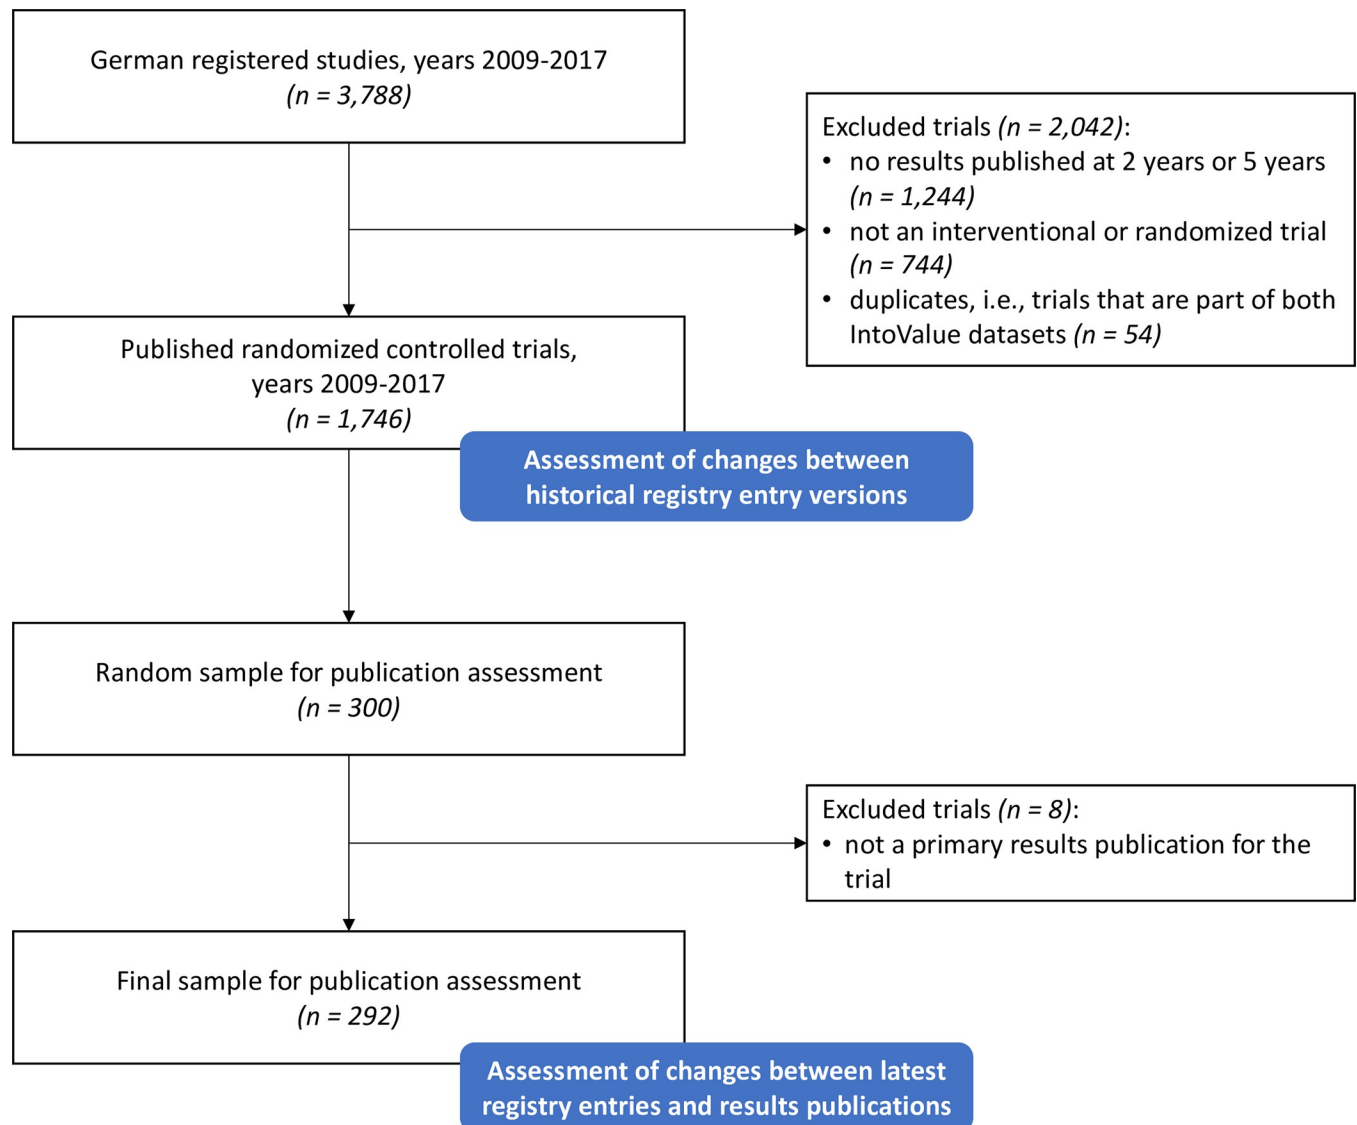 German registered studies, years 2009-2017
(n = 3,788)
Excluded trials (n = 2,042):
• no results published at 2 years or 5 years
(n = 1,244)
• not an interventional or randomized trial
(n = 744)
• duplicates, i.e., trials that are part of both
IntoValue datasets (n = 54)
Published randomized controlled trials,
years 2009-2017
(n = 1,746)
Assessment of changes between
historical registry entry versions
Random sample for publication assessment
(n = 300)
Excluded trials (n = 8):
• not a primary results publication for the
trial
Final sample for publication assessment
(n = 292)
Assessment of changes between latest
registry entries and results publications